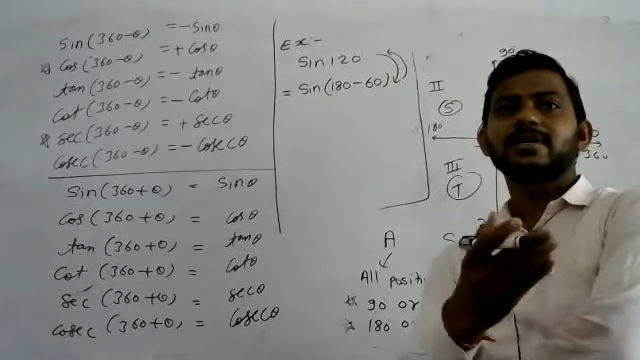 Sin(360-θ) = -Sinθ
* Cos(360-θ) = +Cosθ
tan(360-θ) = - tanθ
Cot(360-θ) = -Cotθ
* Sec(360-θ) = +Secθ
Cosec(360-θ) = -Cosecθ
Sin(360+θ) = Sinθ
Cos(360+θ) = Cosθ
tan(360+θ) = tanθ
Cot(360+θ) = Cotθ
Sec(360+θ) = Secθ
Cosec(360+θ) = Cosecθ
Ex:-
Sin 120
= Sin(180-60)
90
II
S
180
360
III
T
A
S
All positi
* 90 or
* 180 o